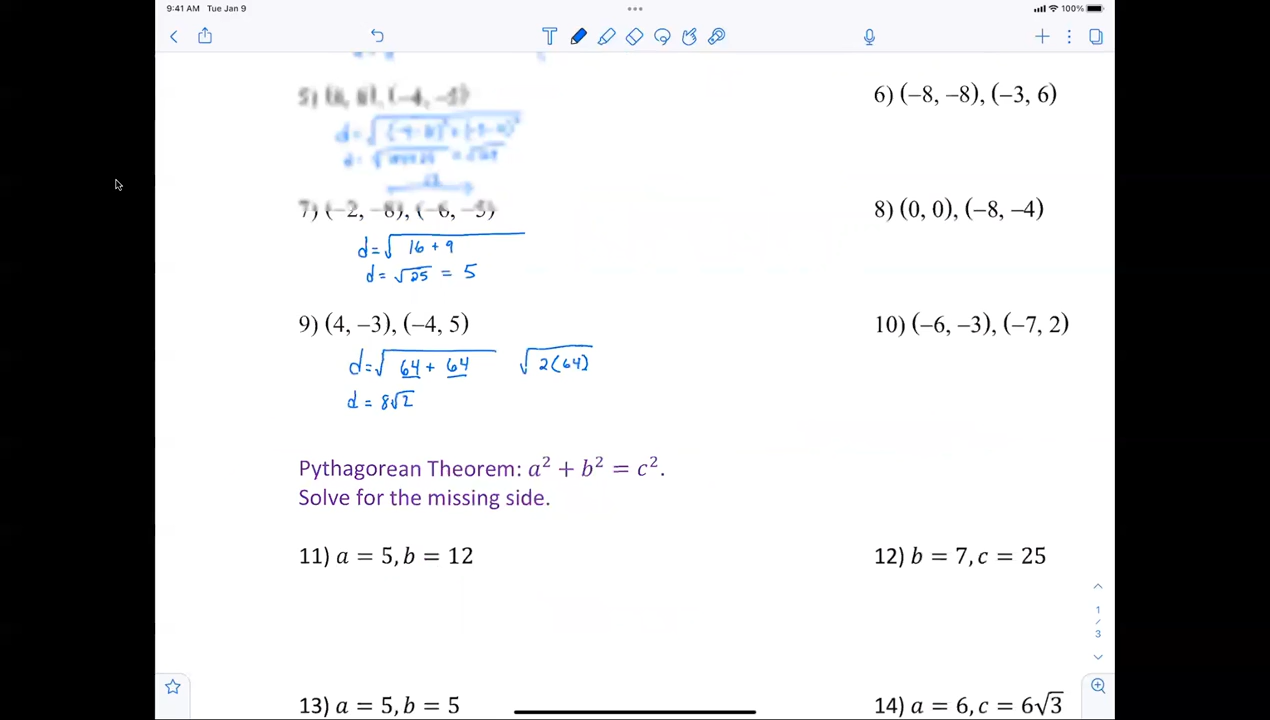 9:41 AM Tue Jan 9
100%
T
6) (−8, −8), (−3, 6)
7) (−2, −8), (−6, −5)
8) (0, 0), (−8, −4)
d = √16 + 9
d = √25 = 5
9) (4, −3), (−4, 5)
10) (−6, −3), (−7, 2)
d = √64 + 64 √2(64)
d = 8√2
Pythagorean Theorem: a² + b² = c².
Solve for the missing side.
11) a = 5, b = 12
12) b = 7, c = 25
1
/
3
13) a = 5, b = 5
14) a = 6, c = 6√3